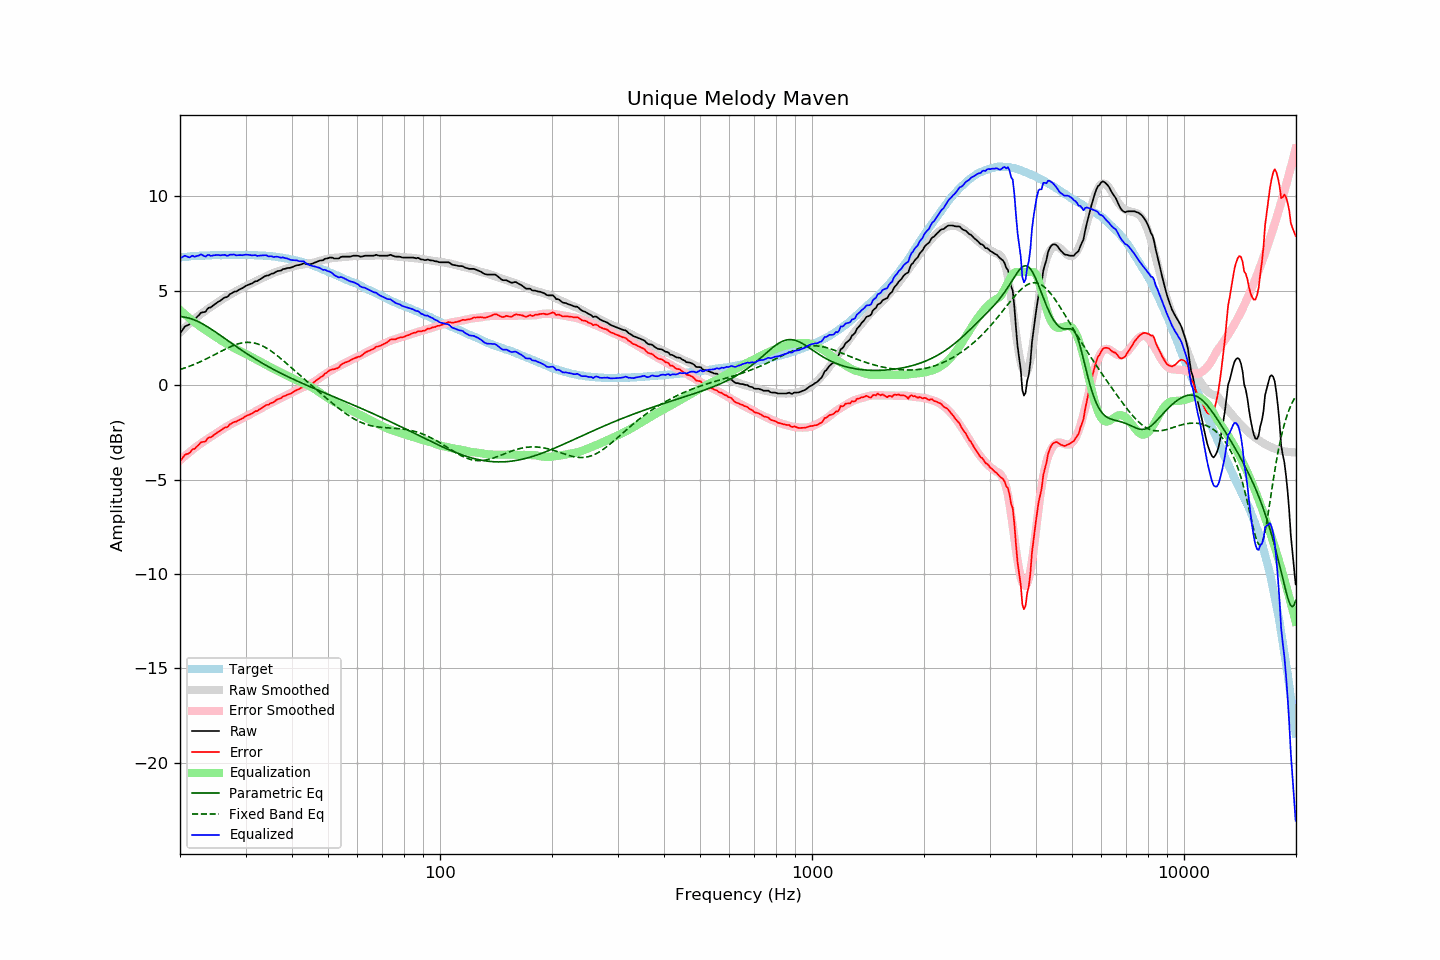 Unique Melody Maven
Amplitude (dBr)
10
5
0
−5
−10
−15
−20
Target
Raw Smoothed
Error Smoothed
Raw
Error
Equalization
Parametric Eq
Fixed Band Eq
Equalized
100
1000
10000
Frequency (Hz)